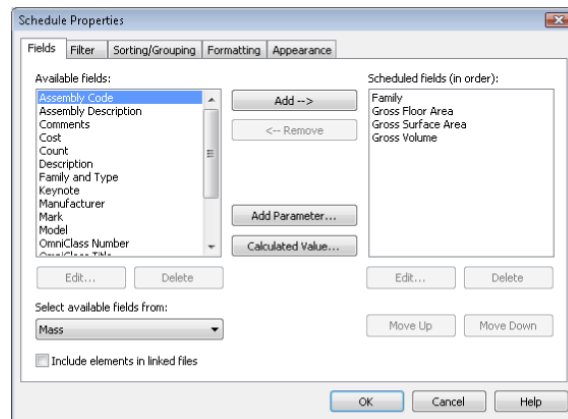 Schedule Properties
Fields
Filter
Sorting/Grouping
Formatting
Appearance
Available fields:
Assembly Code
Assembly Description
Comments
Cost
Count
Description
Family and Type
Keynote
Manufacturer
Mark
Model
OmniClass Number
OmniClass Title
Edit...
Delete
Select available fields from:
Mass
Include elements in linked files
Add -->
<-- Remove
Add Parameter...
Calculated Value...
Scheduled fields (in order):
Family
Gross Floor Area
Gross Surface Area
Gross Volume
Edit...
Delete
Move Up
Move Down
OK
Cancel
Help